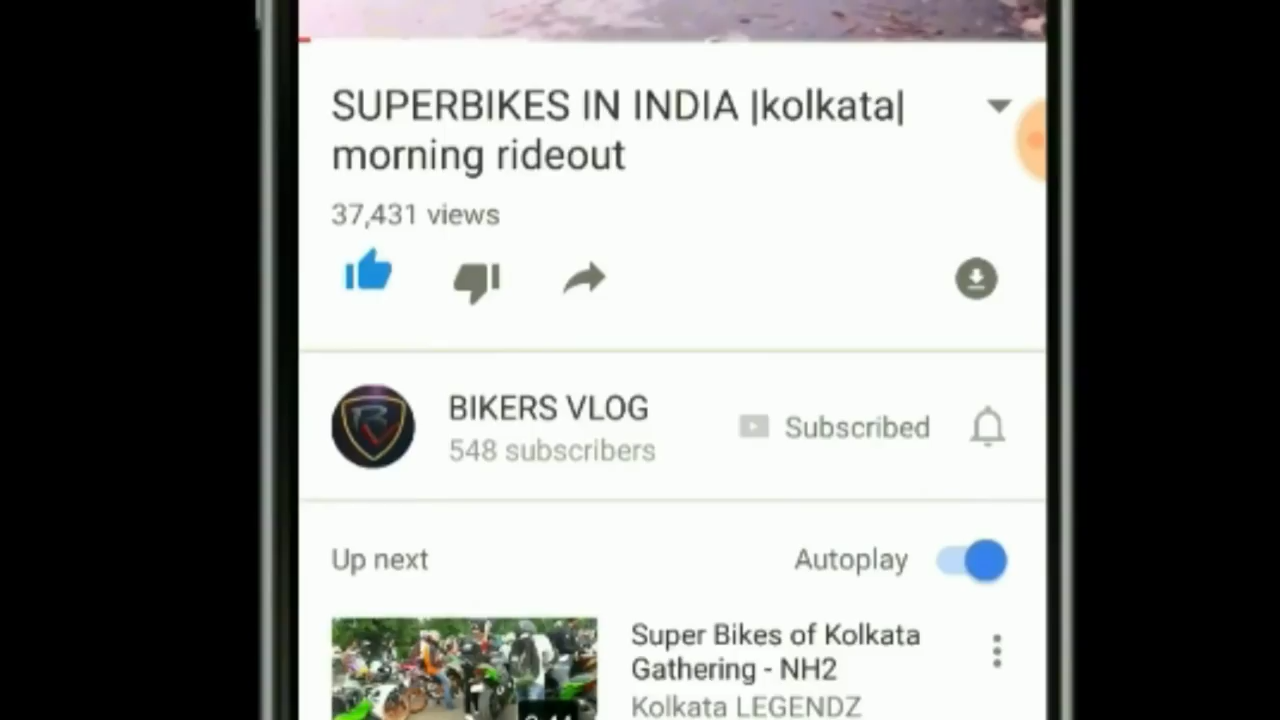 SUPERBIKES IN INDIA |kolkata|
morning rideout
37,431 views
BIKERS VLOG
548 subscribers
Subscribed
Up next
Autoplay
Super Bikes of Kolkata
Gathering - NH2
Kolkata LEGENDZ